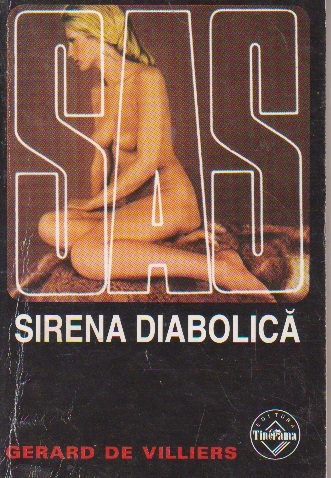 SAS
SIRENA DIABOLICĂ
EDITURA
Tinerama
GERARD DE VILLIERS